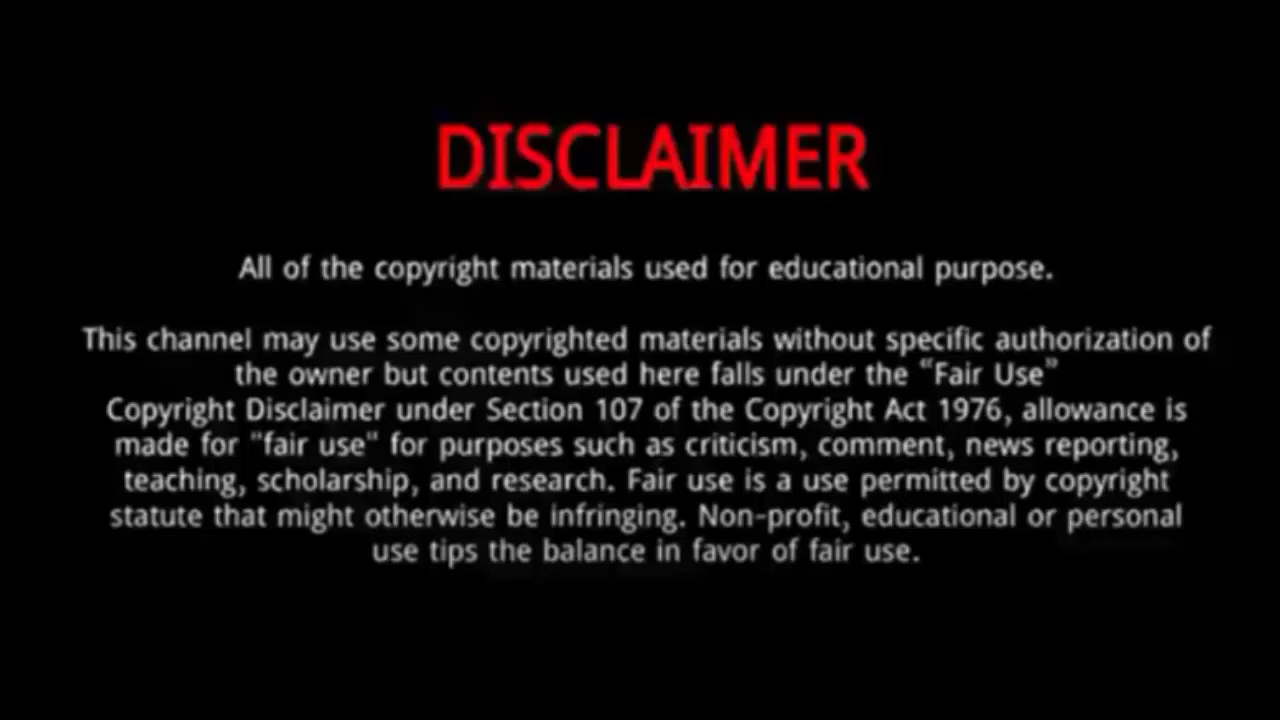 DISCLAIMER
All of the copyright materials used for educational purpose.
This channel may use some copyrighted materials without specific authorization of
the owner but contents used here falls under the “Fair Use”
Copyright Disclaimer under Section 107 of the Copyright Act 1976, allowance is
made for "fair use" for purposes such as criticism, comment, news reporting,
teaching, scholarship, and research. Fair use is a use permitted by copyright
statute that might otherwise be infringing. Non-profit, educational or personal
use tips the balance in favor of fair use.